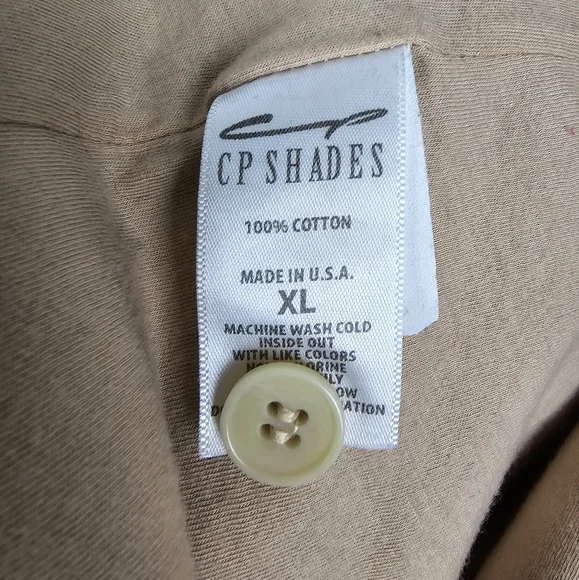 CP SHADES
100% COTTON
MADE IN U.S.A.
XL
MACHINE WASH COLD
INSIDE OUT
WITH LIKE COLORS